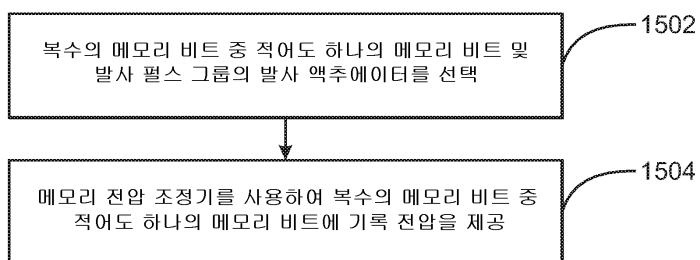 복수의 메모리 비트 중 적어도 하나의 메모리 비트 및
발사 펄스 그룹의 발사 액추에이터를 선택
1502
메모리 전압 조정기를 사용하여 복수의 메모리 비트 중
적어도 하나의 메모리 비트에 기록 전압을 제공
1504